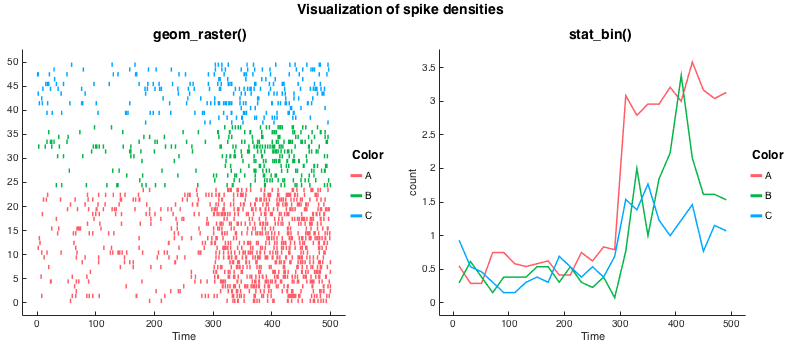 Visualization of spike densities
geom_raster()
50
45
40
35
30
25
20
15
10
5
0
0 100 200 300 400 500
Time
Color
A
B
C
stat_bin()
count
3.5
3
2.5
2
1.5
1
0.5
0
0 100 200 300 400 500
Time
Color
A
B
C